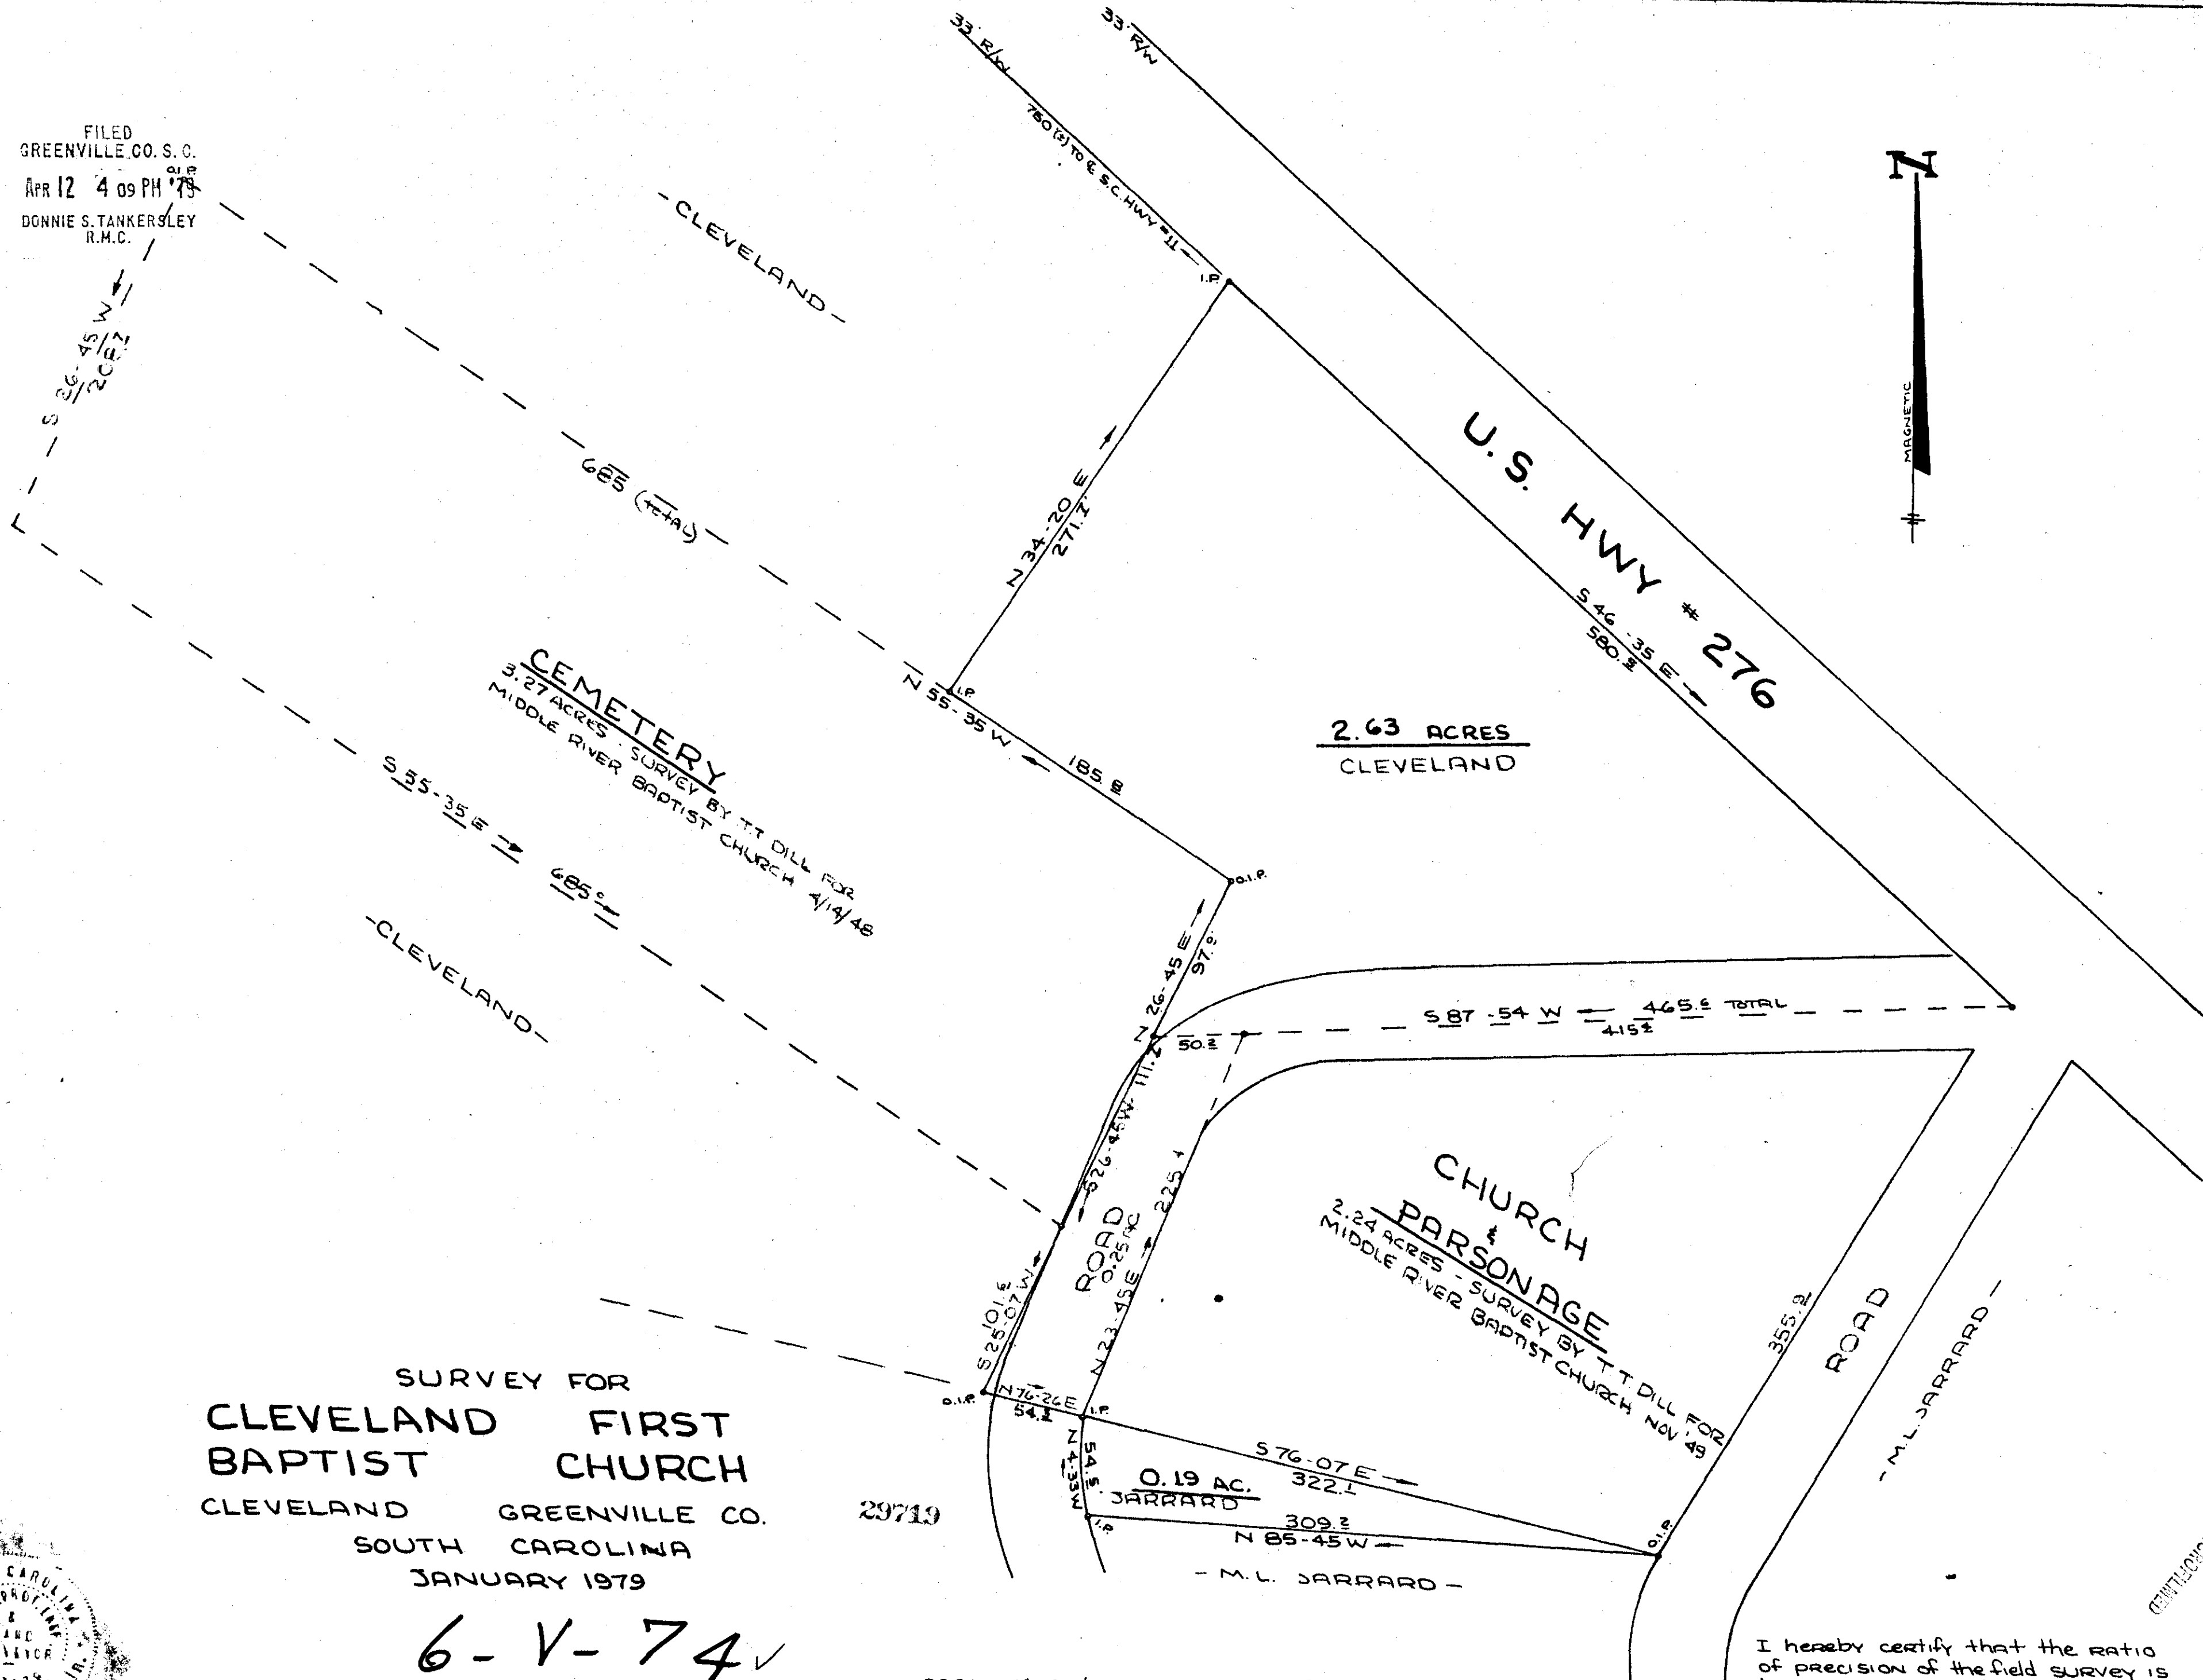 33' R/W
33' R/W
750'(±) TO ℄ S.C. HWY #11
I.P.
FILED
GREENVILLE CO. S. C.
APR 12 4 09 PM '79
DONNIE S. TANKERSLEY
R.M.C.
O.I.P.
S 26-45 W
- CLEVELAND -
N
MAGNETIC
U.S. HWY # 276
S 46-35 E
580.
N 34-20 E
271.
685 (TOTAL)
I.P.
N 55-35 W
185.8
2.63 ACRES
CLEVELAND
CEMETERY
3.27 ACRES - SURVEY BY T.T. DILL FOR
MIDDLE RIVER BAPTIST CHURCH 4/14/48
S 55-35 E
685.0
- CLEVELAND -
O.I.P.
N 26-45 E
97.0
S 87-54 W 465.6 TOTAL
415.4
50.2
S 26-45 W 111.2
ROAD
0.25 AC
N 23-45 E 225.1
101.6
S 25-07 W
CHURCH
&
PARSONAGE
2.24 ACRES - SURVEY BY T.T. DILL FOR
MIDDLE RIVER BAPTIST CHURCH NOV '49
355.9
ROAD
- M.L. JARRARD -
O.I.P.
N 76-26 E
54.
I.P.
S 76-07 E
322.1
N 4-33 W
54.5
0.19 AC.
JARRARD
I.P.
309.2
N 85-45 W
O.I.P.
- M.L. JARRARD -
SURVEY FOR
CLEVELAND FIRST
BAPTIST CHURCH
CLEVELAND GREENVILLE CO.
SOUTH CAROLINA
JANUARY 1979
29719
6-V-74
CAROLINA
&
I hereby certify that the RATIO
of PRECISION of the field SURVEY IS